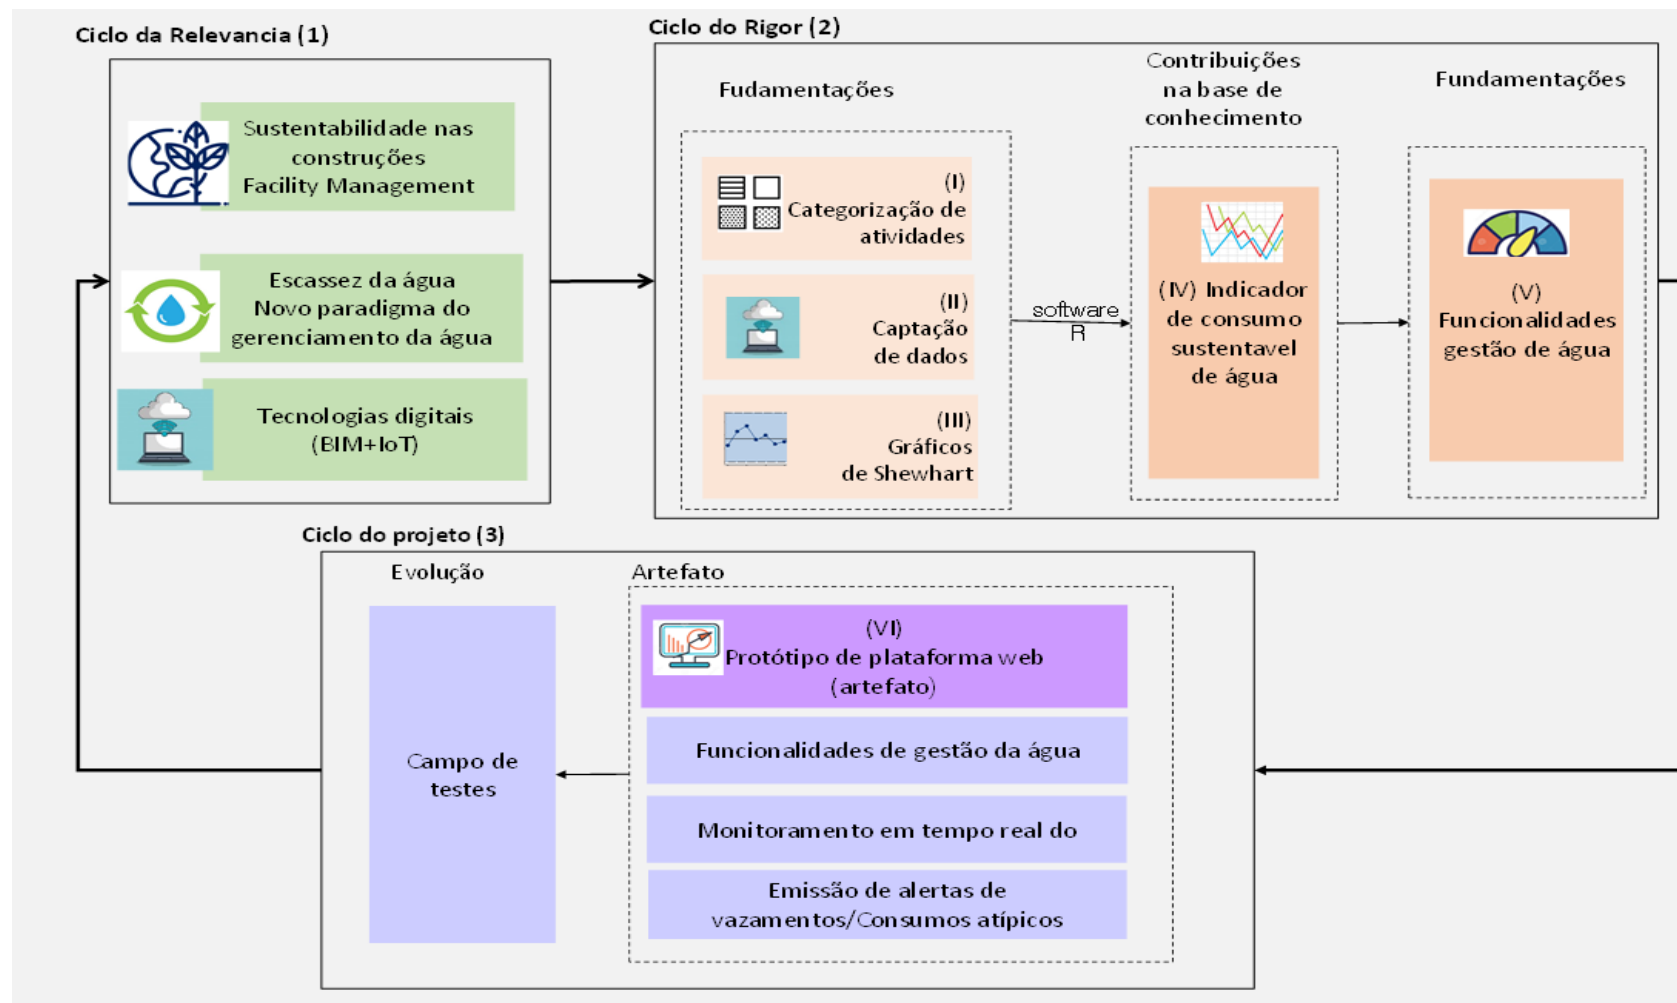 Ciclo da Relevancia (1)
Sustentabilidade nas
construções
Facility Management
Escassez da água
Novo paradigma do
gerenciamento da água
Tecnologias digitais
(BIM+IoT)
Ciclo do Rigor (2)
Fudamentações
(I)
Categorização de
atividades
(II)
Captação
de dados
(III)
Gráficos
de Shewhart
software
R
Contribuições
na base de
conhecimento
(IV) Indicador
de consumo
sustentavel
de água
Fundamentações
(V)
Funcionalidades
gestão de água
Ciclo do projeto (3)
Evolução
Campo de
testes
Artefato
(VI)
Protótipo de plataforma web
(artefato)
Funcionalidades de gestão da água
Monitoramento em tempo real do
Emissão de alertas de
vazamentos/Consumos atípicos